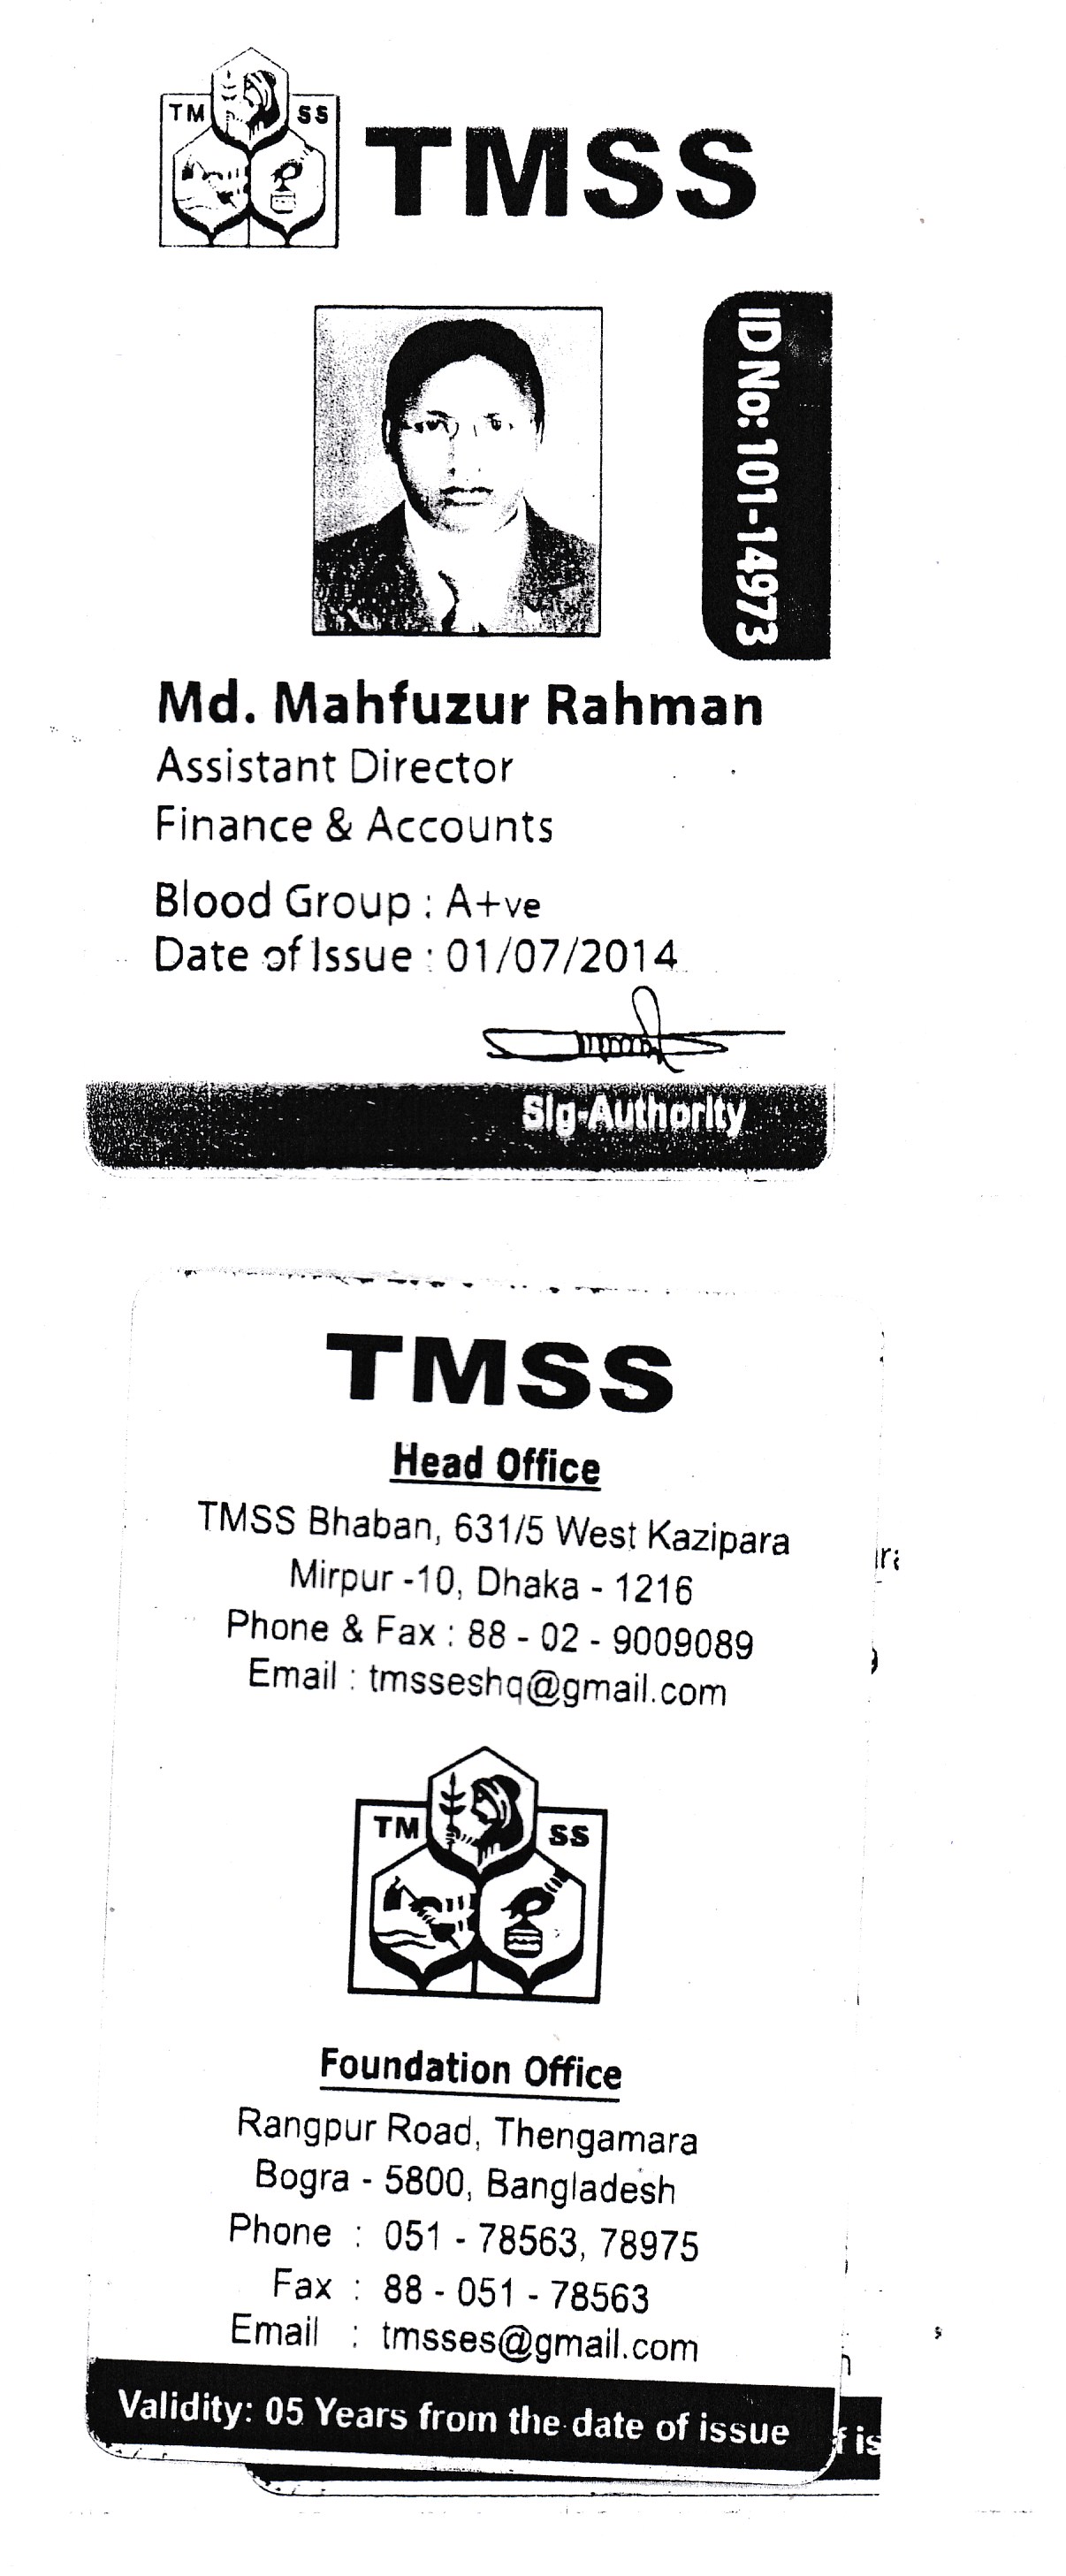 TM SS
TMSS
ID No: 101-14973
Md. Mahfuzur Rahman
Assistant Director
Finance & Accounts
Blood Group : A+ve
Date of Issue : 01/07/2014
Sig-Authority
TMSS
Head Office
TMSS Bhaban, 631/5 West Kazipara
Mirpur -10, Dhaka - 1216
Phone & Fax : 88 - 02 - 9009089
Email : tmsseshq@gmail.com
TM SS
Foundation Office
Rangpur Road, Thengamara
Bogra - 5800, Bangladesh
Phone : 051 - 78563, 78975
Fax : 88 - 051 - 78563
Email : tmsses@gmail.com
Validity: 05 Years from the date of issue
f is